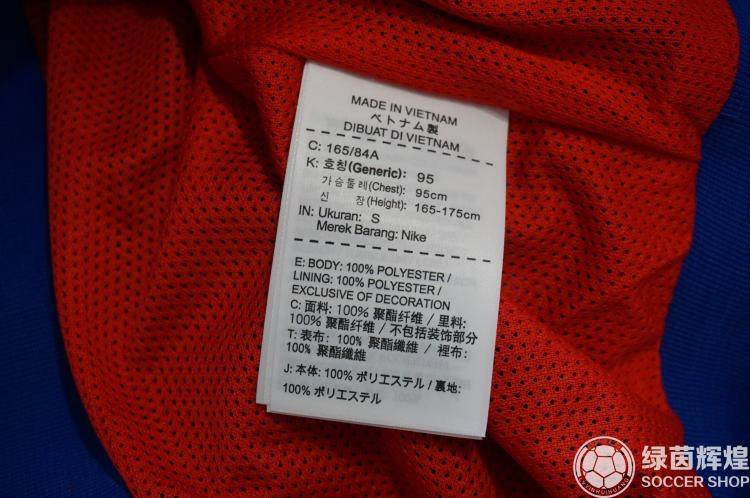 MADE IN VIETNAM
ベトナム製
DIBUAT DI VIETNAM
C: 165/84A
K: 호칭(Generic): 95
가슴둘레(Chest): 95cm
신 장(Height): 165-175cm
IN: Ukuran: S
Merek Barang: Nike
E: BODY: 100% POLYESTER /
LINING: 100% POLYESTER /
EXCLUSIVE OF DECORATION
C: 面料: 100% 聚酯纤维 / 里料:
100% 聚酯纤维 / 不包括装饰部分
T: 表布: 100% 聚酯纖維 / 裡布:
100% 聚酯纖維
J: 本体: 100% ポリエステル / 裏地:
100% ポリエステル
绿茵辉煌
SOCCER SHOP